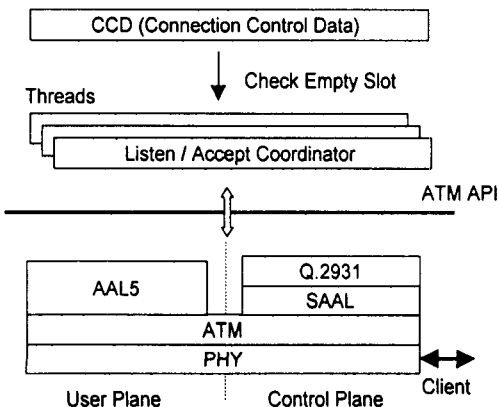 CCD (Connection Control Data)
Check Empty Slot
Threads
Listen / Accept Coordinator
ATM API
Q.2931
AAL5
SAAL
ATM
PHY
Client
User Plane
Control Plane